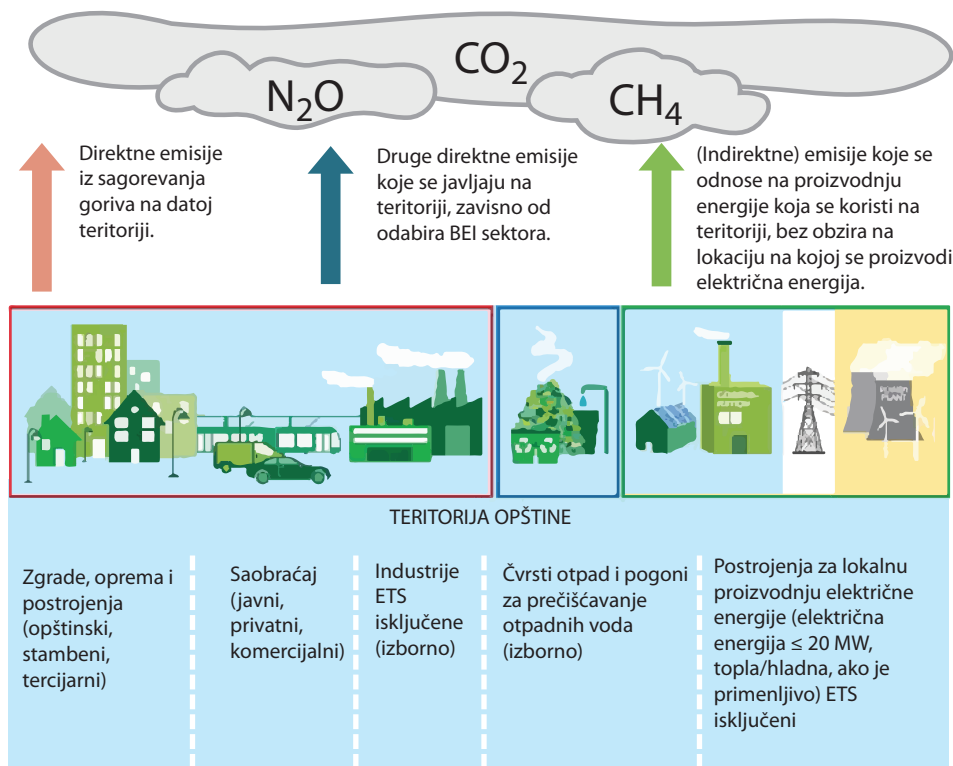 CO2
N2O
CH4
Direktne emisije
iz sagorevanja
goriva na datoj
teritoriji.
Druge direktne emisije
koje se javljaju na
teritoriji, zavisno od
odabira BEI sektora.
(Indirektne) emisije koje se
odnose na proizvodnju
energije koja se koristi na
teritoriji, bez obzira na
lokaciju na kojoj se proizvodi
električna energija.
POWER
PLANT
TERITORIJA OPŠTINE
Zgrade, oprema i
postrojenja
(opštinski,
stambeni,
tercijarni)
Saobraćaj
(javni,
privatni,
komercijalni)
Industrije
ETS
isključene
(izborno)
Čvrsti otpad i pogoni
za prečišćavanje
otpadnih voda
(izborno)
Postrojenja za lokalnu
proizvodnju električne
energije (električna
energija ≤ 20 MW,
topla/hladna, ako je
primenljivo) ETS
isključeni